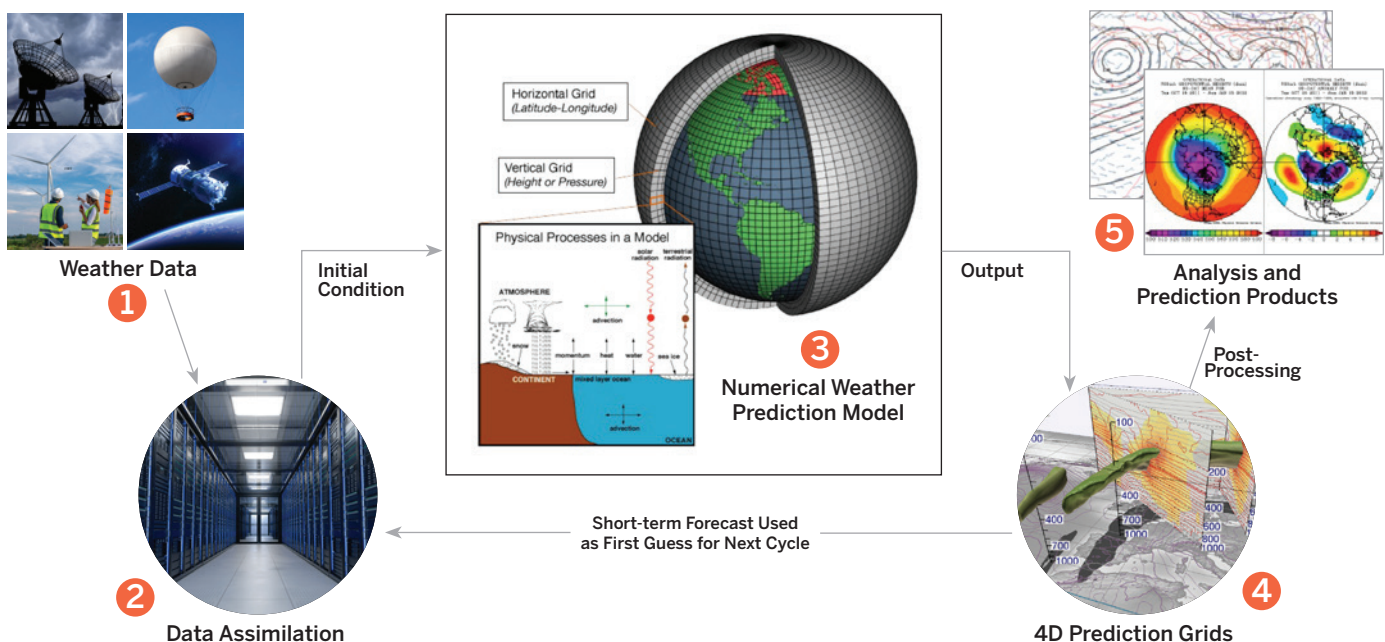 Weather Data
1
Initial
Condition
Horizontal Grid
(Latitude-Longitude)
Vertical Grid
(Height or Pressure)
Physical Processes in a Model
solar
radiation
terrestrial
radiation
ATMOSPHERE
advection
snow
momentum
heat
water
sea ice
CONTINENT
mixed layer ocean
advection
OCEAN
3
Numerical Weather
Prediction Model
Output
5
Analysis and
Prediction Products
Post-
Processing
100
200
400
500
700
1000
400
700
1000
200
400
600
800
1000
4
4D Prediction Grids
Short-term Forecast Used
as First Guess for Next Cycle
2
Data Assimilation